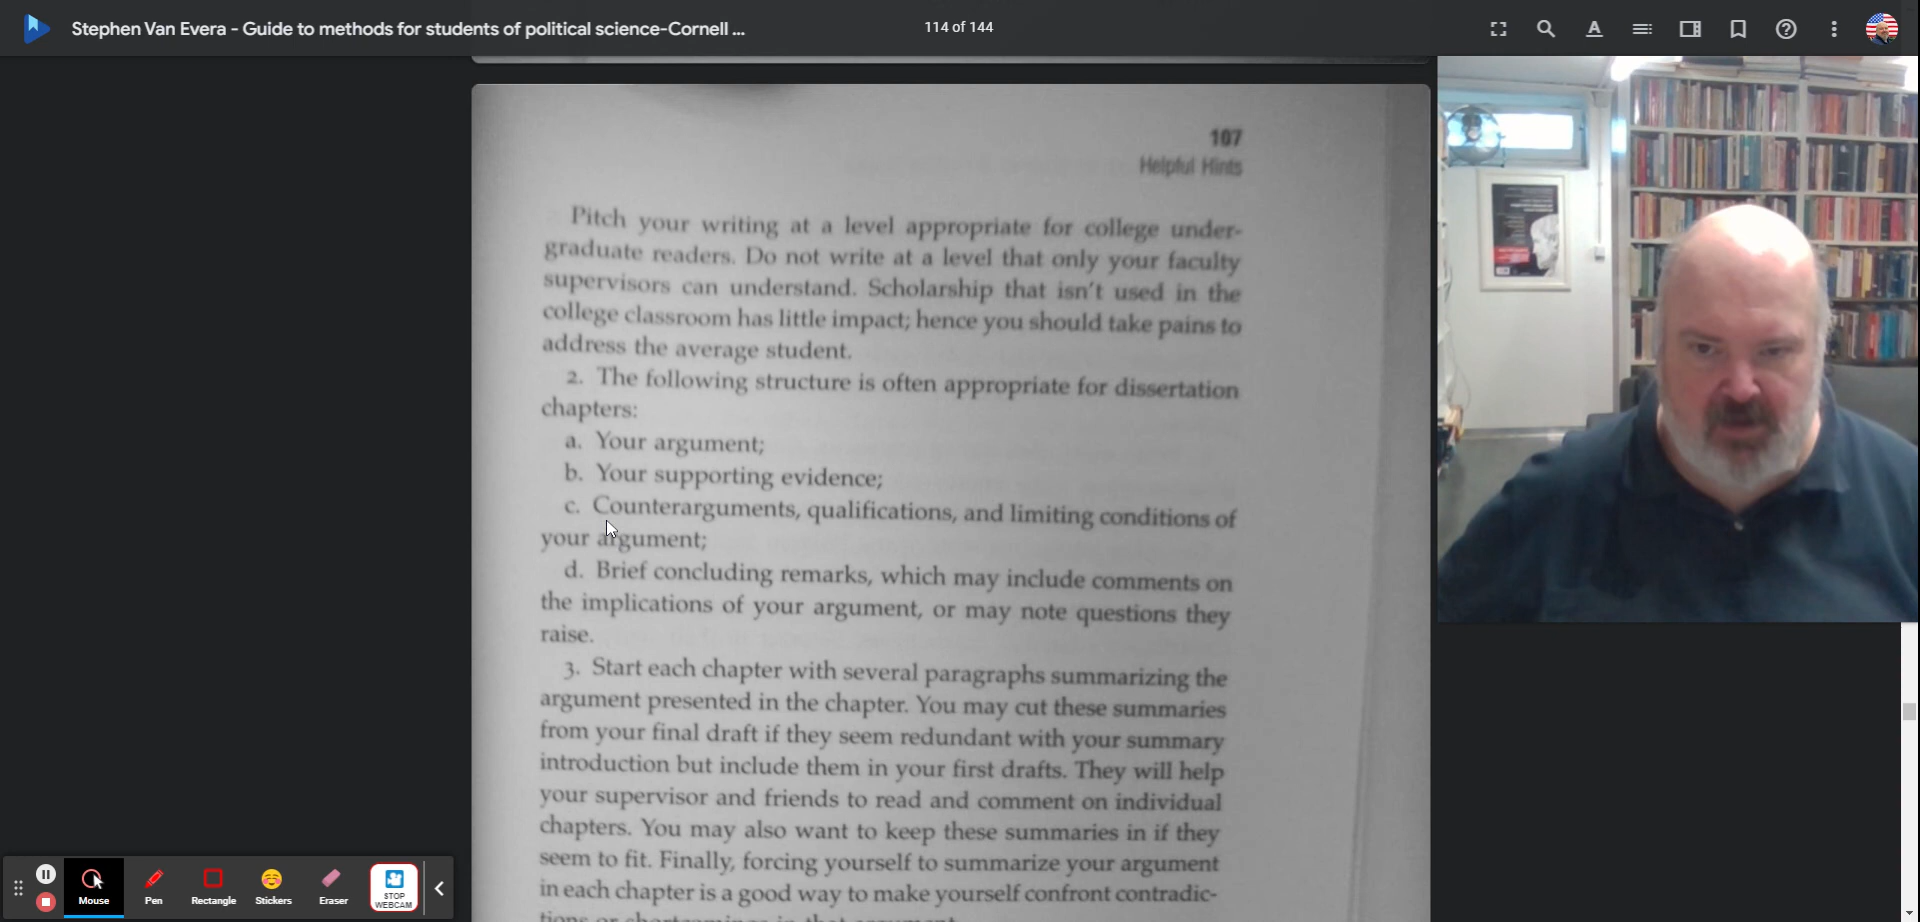 Stephen Van Evera - Guide to methods for students of political science-Cornell ...
114 of 144
107
Helpful Hints
Pitch your writing at a level appropriate for college under-
graduate readers. Do not write at a level that only your faculty
supervisors can understand. Scholarship that isn't used in the
college classroom has little impact; hence you should take pains to
address the average student.
2. The following structure is often appropriate for dissertation
chapters:
a. Your argument;
b. Your supporting evidence;
c. Counterarguments, qualifications, and limiting conditions of
your argument;
d. Brief concluding remarks, which may include comments on
the implications of your argument, or may note questions they
raise.
3. Start each chapter with several paragraphs summarizing the
argument presented in the chapter. You may cut these summaries
from your final draft if they seem redundant with your summary
introduction but include them in your first drafts. They will help
your supervisor and friends to read and comment on individual
chapters. You may also want to keep these summaries in if they
seem to fit. Finally, forcing yourself to summarize your argument
in each chapter is a good way to make yourself confront contradic-
tions or shortcomings in that argument.
Mouse
Pen
Rectangle
Stickers
Eraser
STOP
WEBCAM